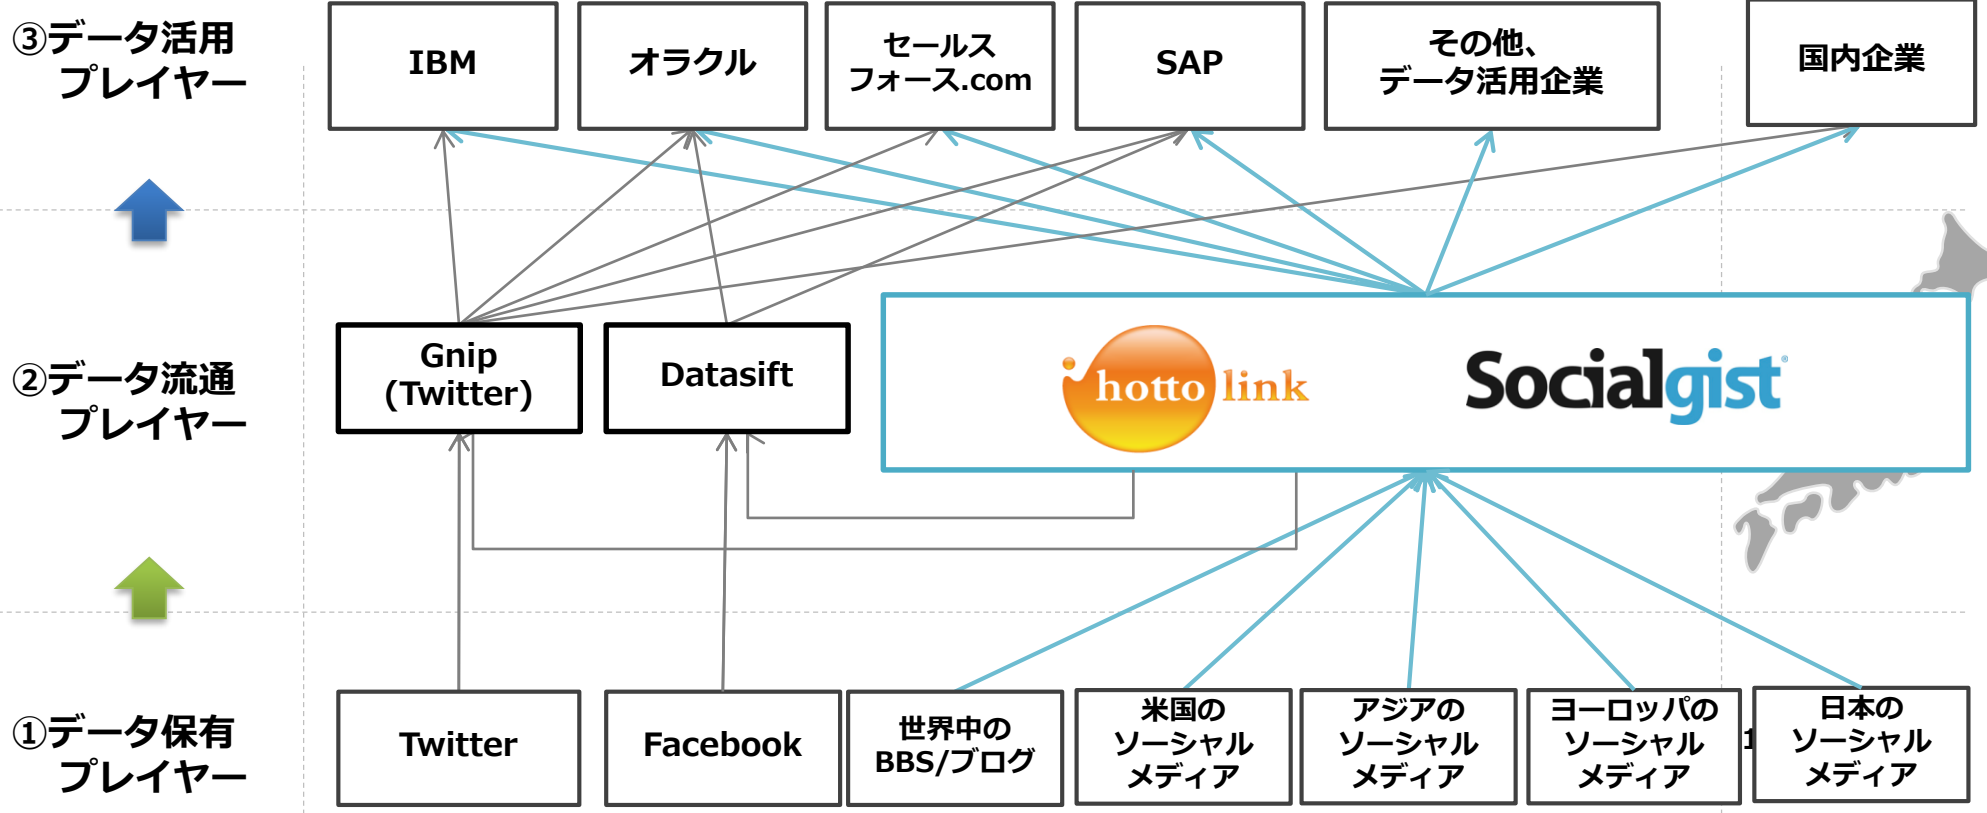 ③データ活用
プレイヤー
IBM
オラクル
セールス
フォース.com
SAP
その他、
データ活用企業
国内企業
②データ流通
プレイヤー
Gnip
(Twitter)
Datasift
hotto link
Socialgist
①データ保有
プレイヤー
Twitter
Facebook
世界中の
BBS/ブログ
米国の
ソーシャル
メディア
アジアの
ソーシャル
メディア
ヨーロッパの
ソーシャル
メディア
1
日本の
ソーシャル
メディア